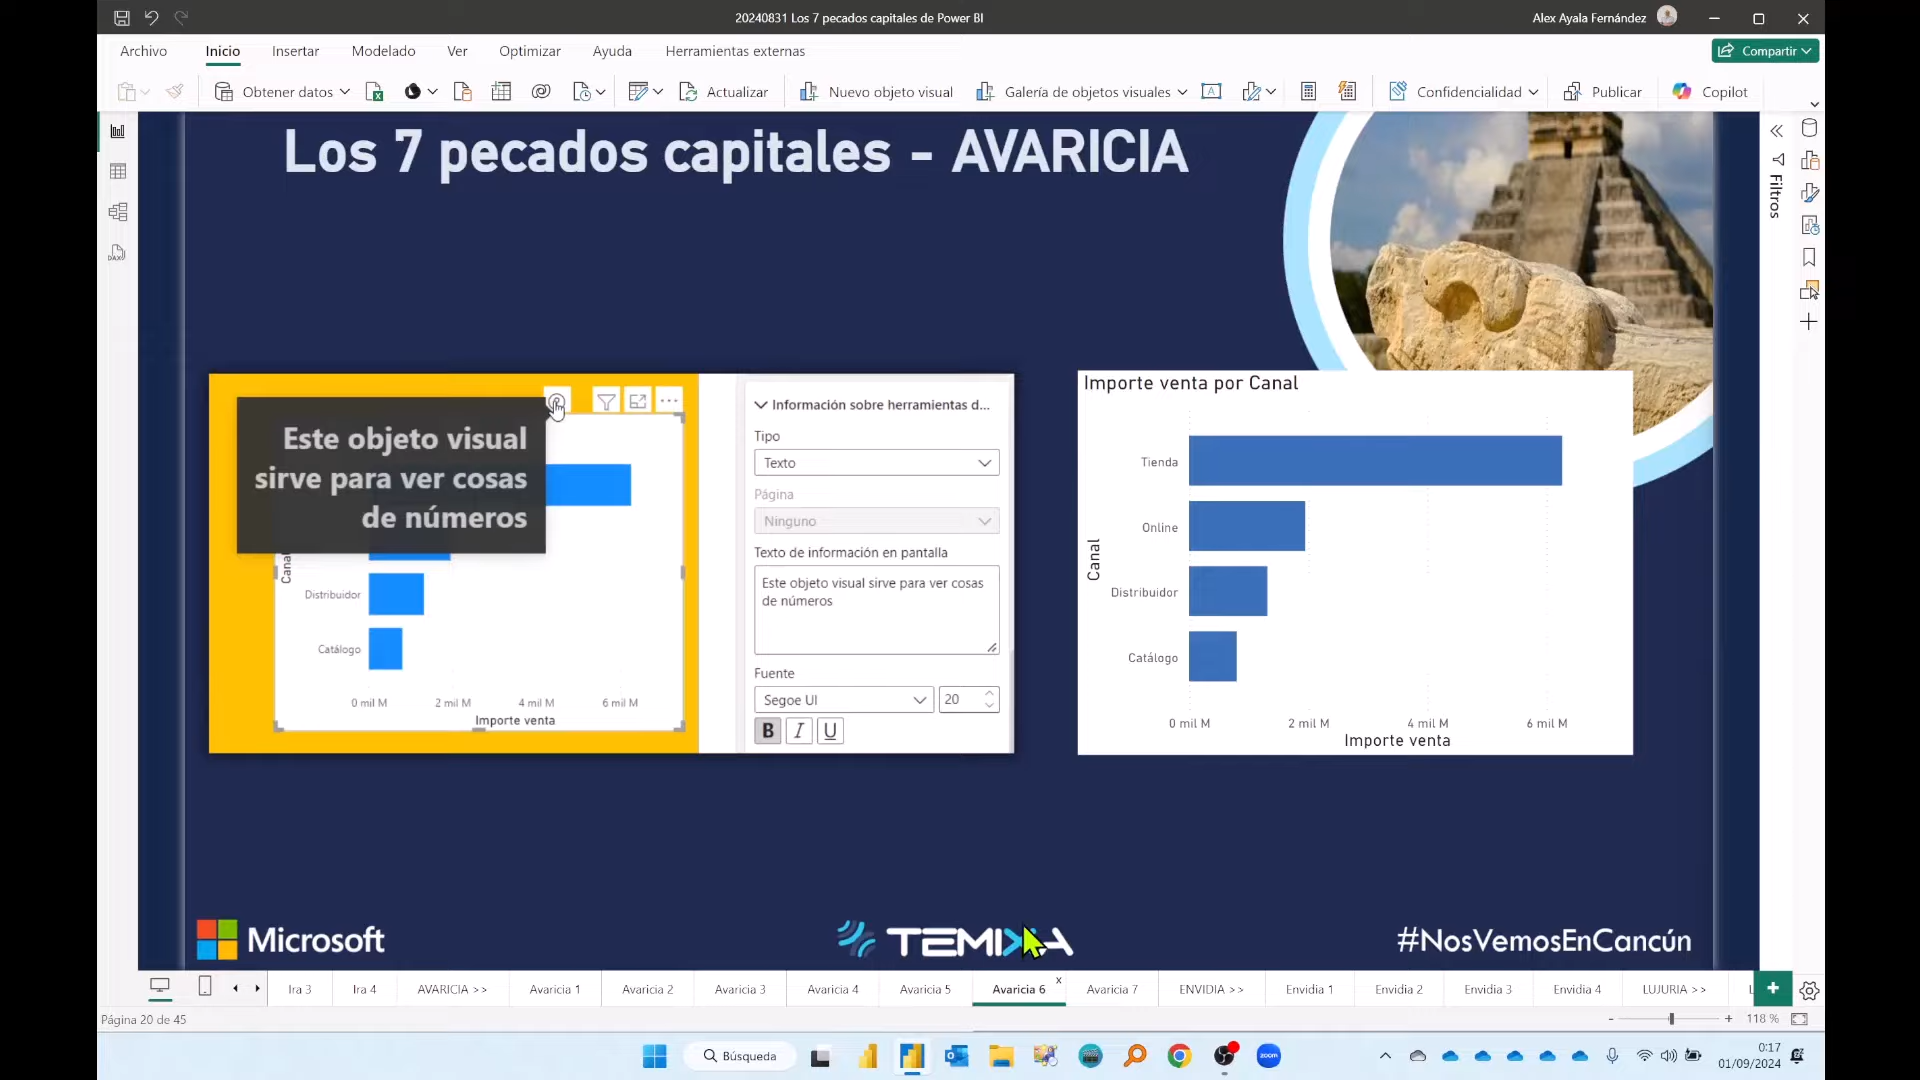 20240831 Los 7 pecados capitales de Power BI
Alex Ayala Fernández
Archivo
Inicio
Insertar
Modelado
Ver
Optimizar
Ayuda
Herramientas externas
Compartir
Obtener datos
Actualizar
Nuevo objeto visual
Galería de objetos visuales
Confidencialidad
Publicar
Copilot
Los 7 pecados capitales - AVARICIA
Filtros
Este objeto visual
sirve para ver cosas
de números
Distribuidor
Catálogo
0 mil M
2 mil M
4 mil M
6 mil M
Importe venta
Información sobre herramientas d...
Tipo
Texto
Página
Ninguno
Texto de información en pantalla
Este objeto visual sirve para ver cosas
de números
Fuente
Segoe UI
20
B
I
U
Importe venta por Canal
Canal
Tienda
Online
Distribuidor
Catálogo
0 mil M
2 mil M
4 mil M
6 mil M
Importe venta
Microsoft
TEMIXA
#NosVemosEnCancún
Ira 3
Ira 4
AVARICIA >>
Avaricia 1
Avaricia 2
Avaricia 3
Avaricia 4
Avaricia 5
Avaricia 6
Avaricia 7
ENVIDIA >>
Envidia 1
Envidia 2
Envidia 3
Envidia 4
LUJURIA >>
Página 20 de 45
118 %
Búsqueda
zoom
0:17
01/09/2024